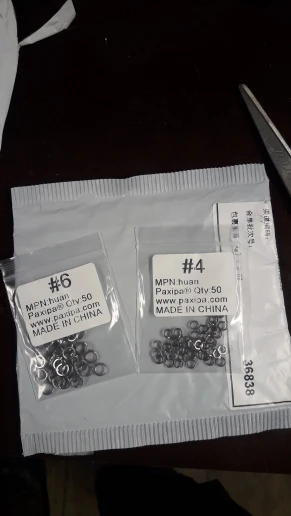 #6
MPN:huan
Paxipa® Qty:50
www.paxipa.com
MADE IN CHINA
#4
MPN:huan
Paxipa® Qty:50
www.paxipa.com
MADE IN CHINA
36838